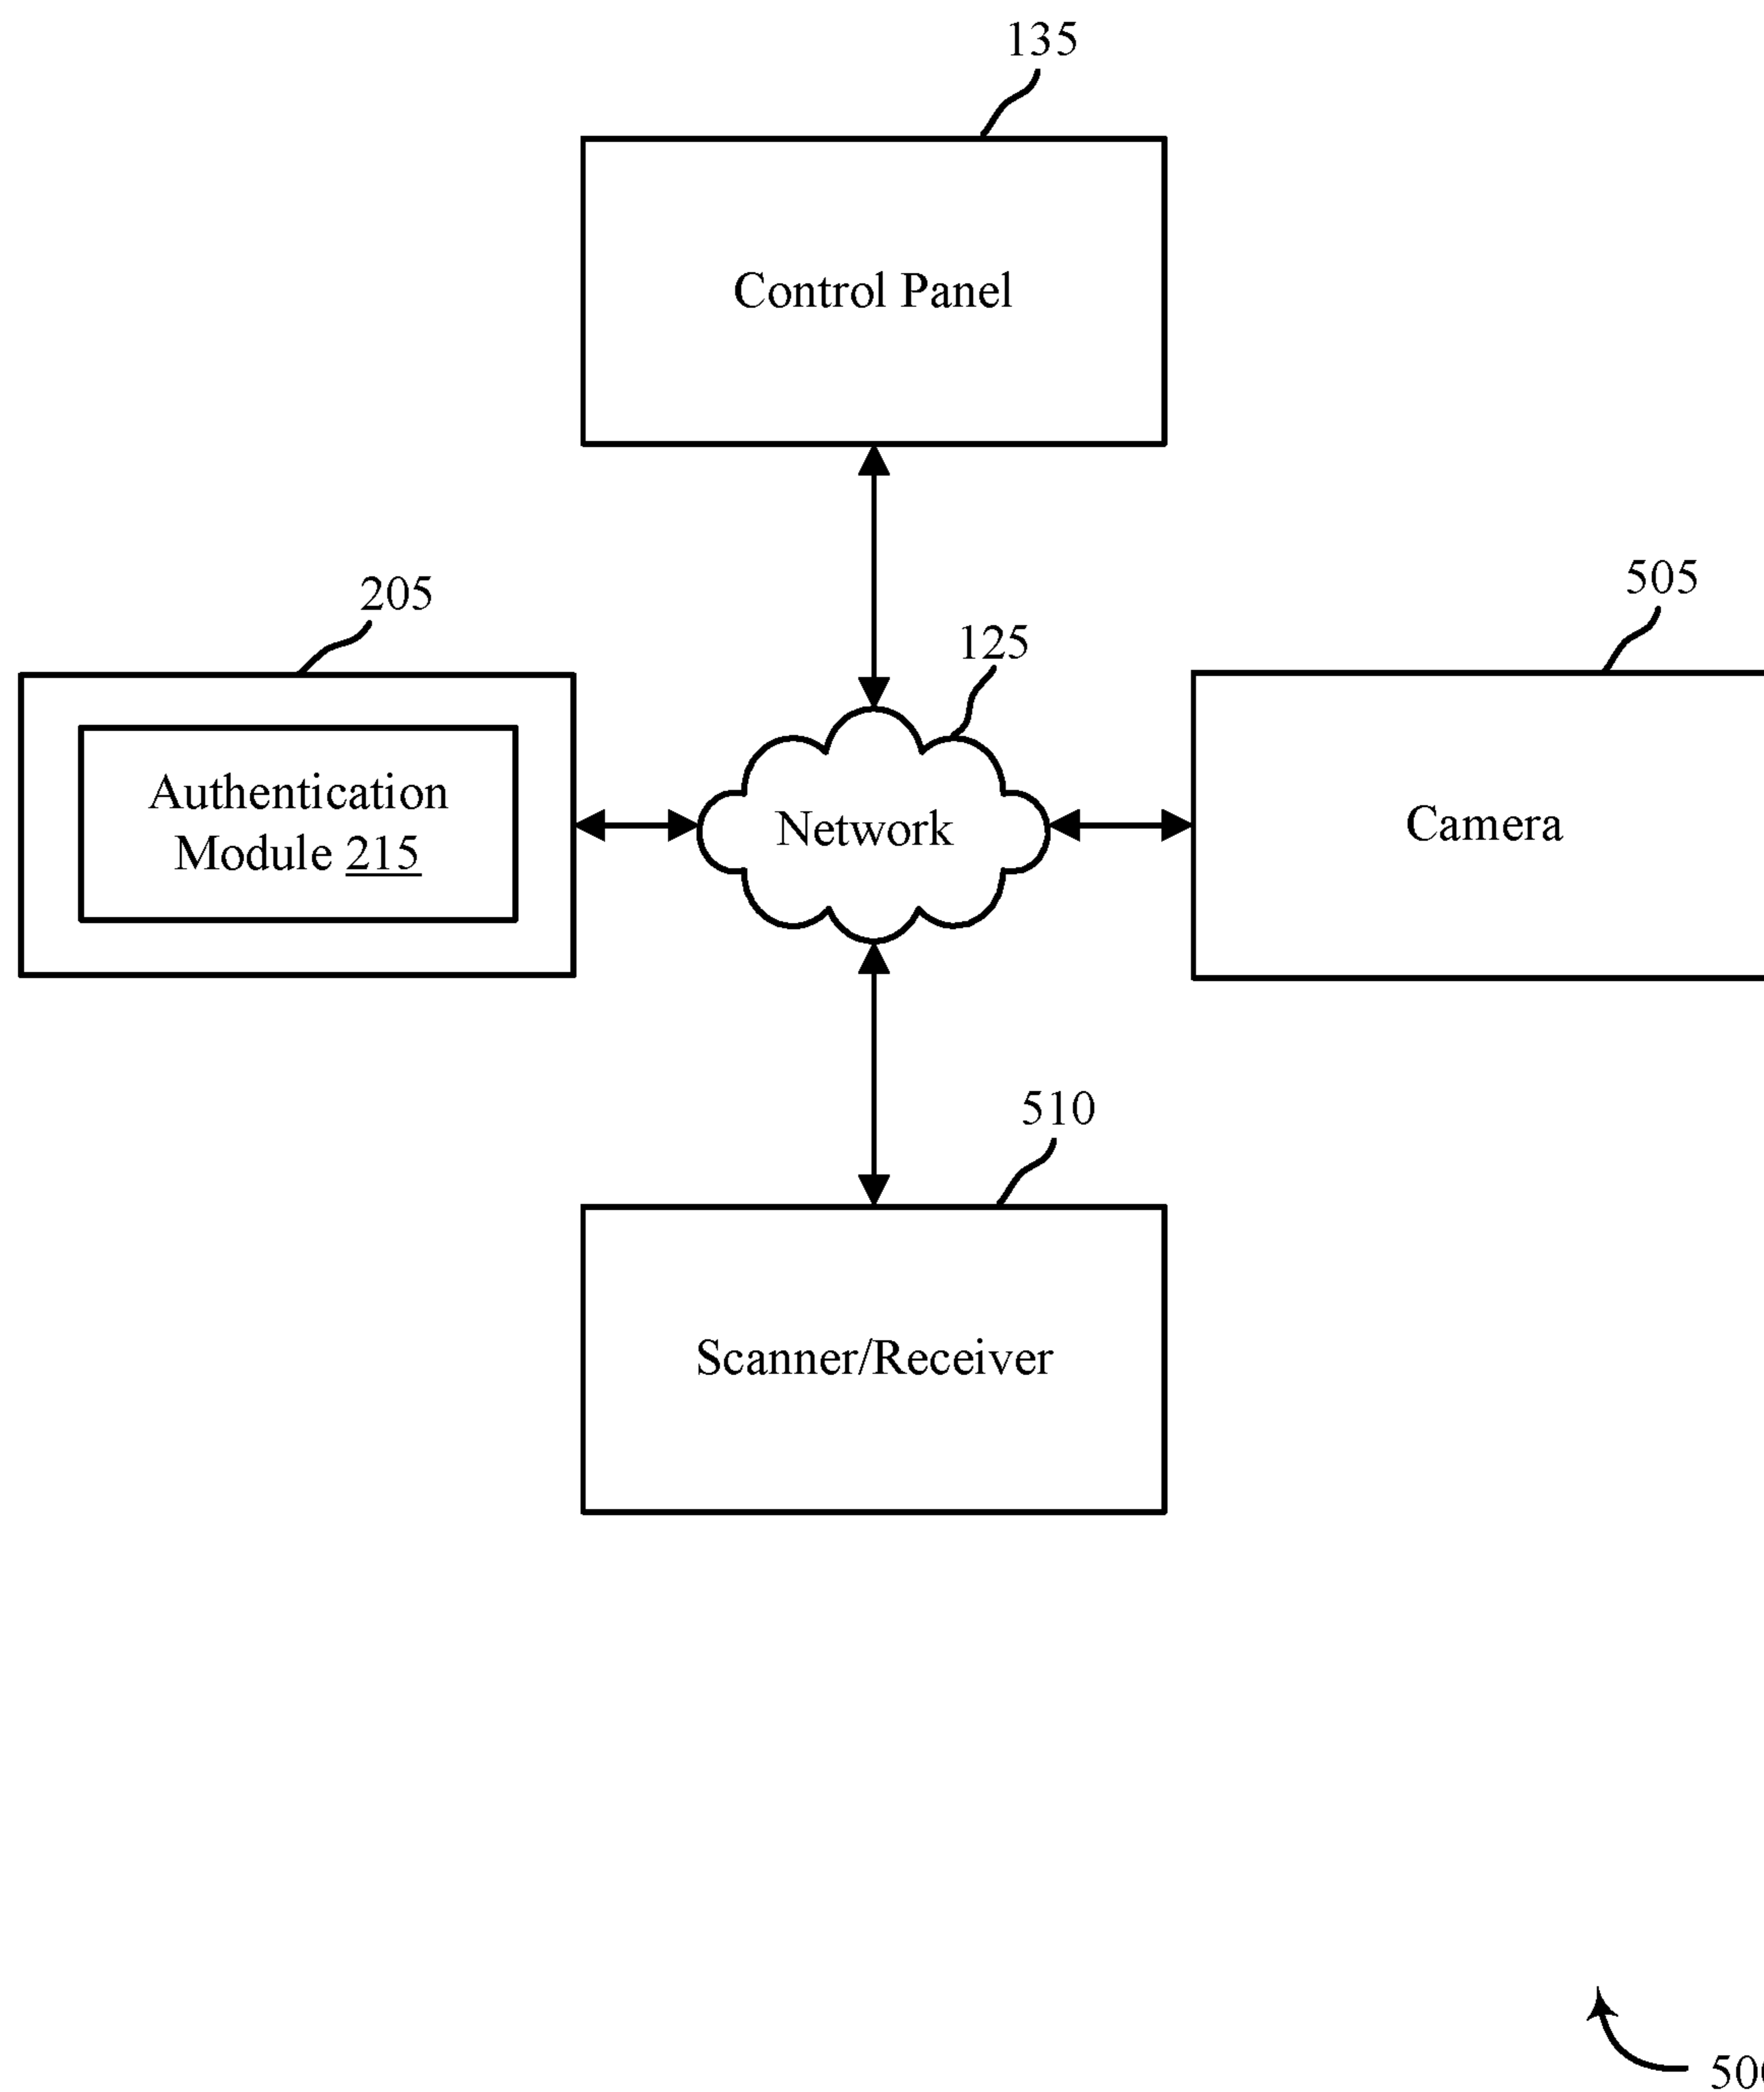 135
Control Panel
205
125
505
Authentication
Module 215
Network
Camera
510
Scanner/Receiver